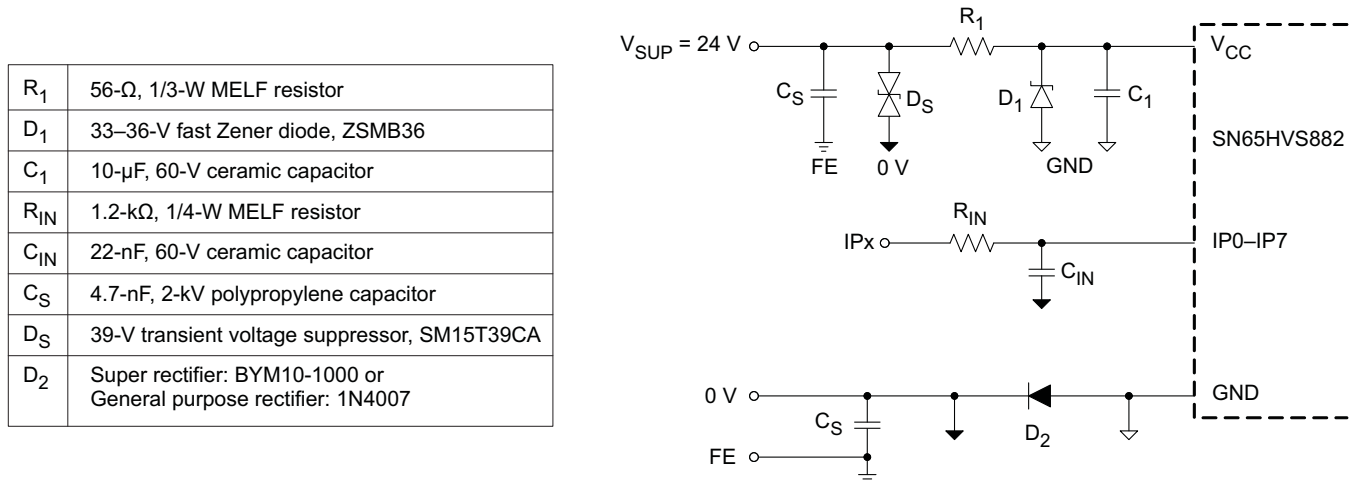 R1 56-Ω, 1/3-W MELF resistor
D1 33–36-V fast Zener diode, ZSMB36
C1 10-μF, 60-V ceramic capacitor
RIN 1.2-kΩ, 1/4-W MELF resistor
CIN 22-nF, 60-V ceramic capacitor
CS 4.7-nF, 2-kV polypropylene capacitor
DS 39-V transient voltage suppressor, SM15T39CA
D2 Super rectifier: BYM10-1000 or
General purpose rectifier: 1N4007
R1
VSUP = 24 V
VCC
CS
DS
D1
C1
SN65HVS882
FE
0 V
GND
RIN
IPx
IP0–IP7
CIN
0 V
GND
CS
D2
FE